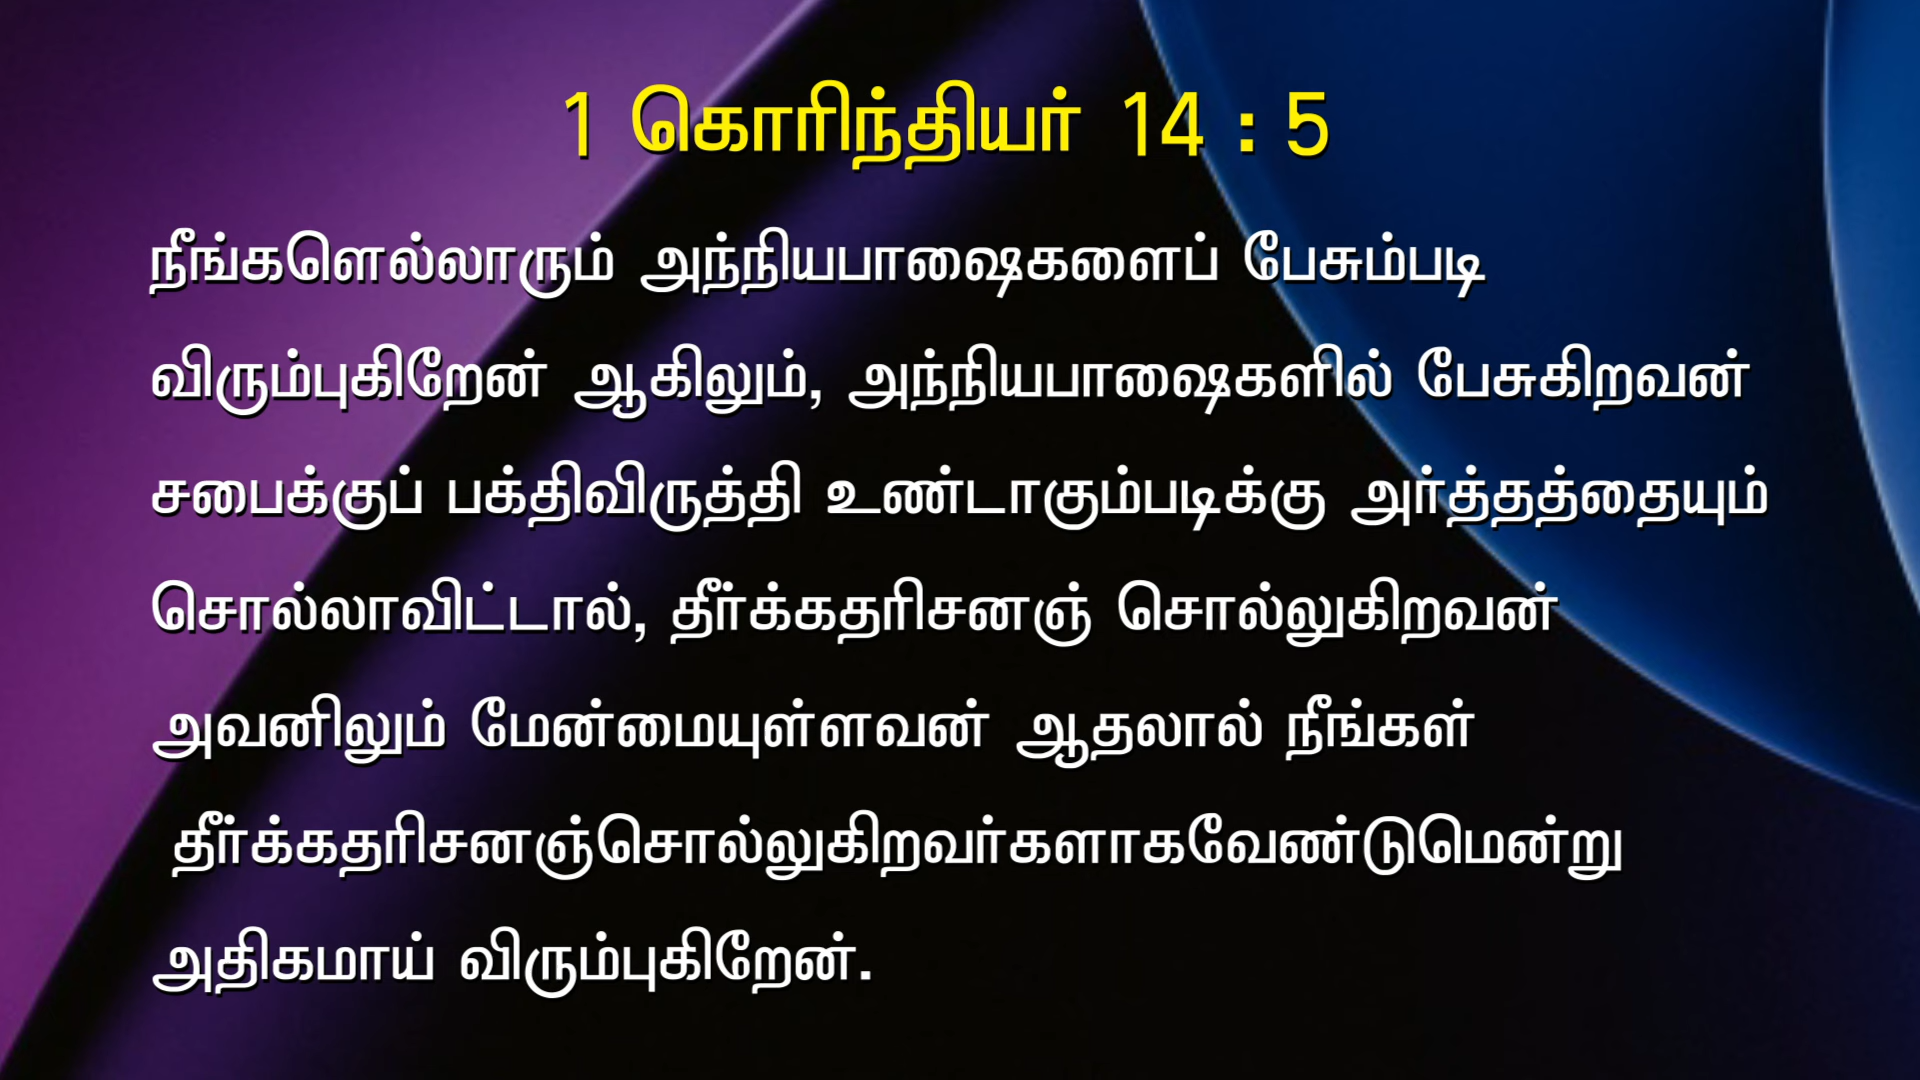 1 கொரிந்தியர் 14 : 5
நீங்களெல்லாரும் அந்நியபாஷைகளைப் பேசும்படி
விரும்புகிறேன் ஆகிலும், அந்நியபாஷைகளில் பேசுகிறவன்
சபைக்குப் பக்திவிருத்தி உண்டாகும்படிக்கு அர்த்தத்தையும்
சொல்லாவிட்டால், தீர்க்கதரிசனஞ் சொல்லுகிறவன்
அவனிலும் மேன்மையுள்ளவன் ஆதலால் நீங்கள்
தீர்க்கதரிசனஞ்சொல்லுகிறவர்களாகவேண்டுமென்று
அதிகமாய் விரும்புகிறேன்.